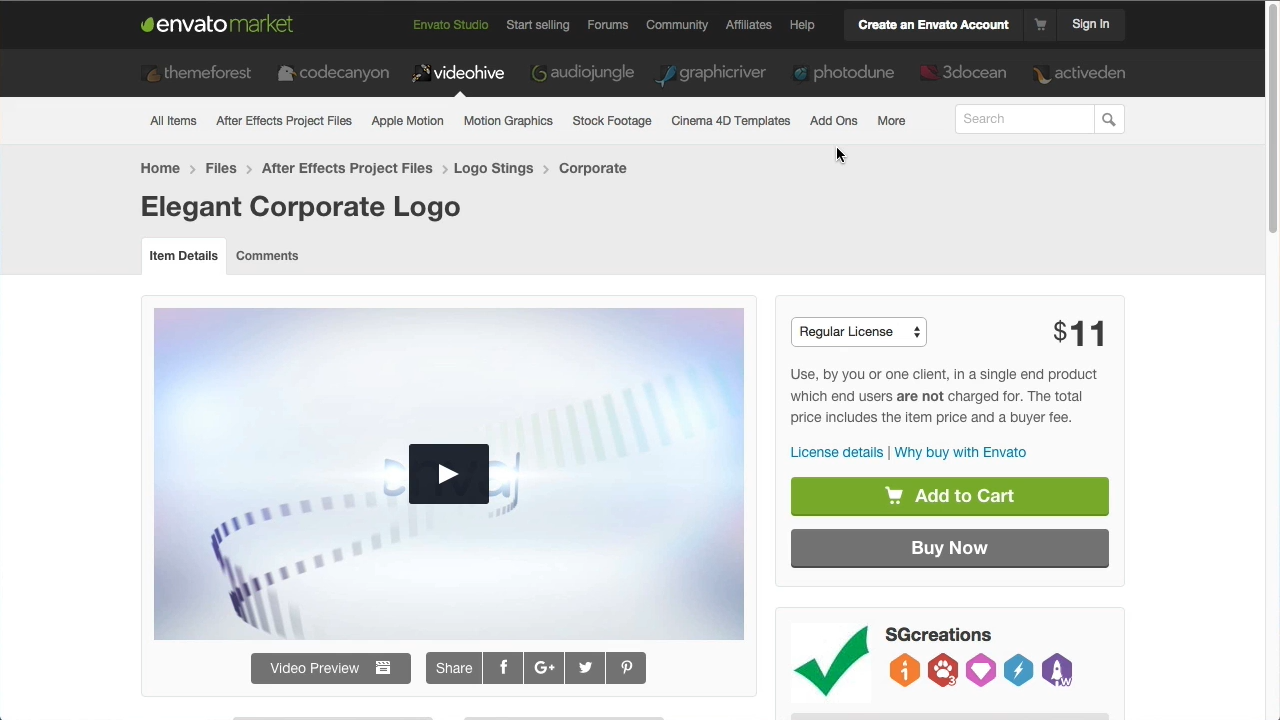 envatomarket
Envato Studio Start selling Forums Community Affiliates Help Create an Envato Account Sign In
themeforest codecanyon videohive audiojungle graphicriver photodune 3docean activeden
All Items After Effects Project Files Apple Motion Motion Graphics Stock Footage Cinema 4D Templates Add Ons More Search
Home > Files > After Effects Project Files > Logo Stings > Corporate
Elegant Corporate Logo
Item Details Comments
Regular License $11
Use, by you or one client, in a single end product
which end users are not charged for. The total
price includes the item price and a buyer fee.
License details | Why buy with Envato
Add to Cart
Buy Now
Video Preview Share f G+
SGcreations
3
W